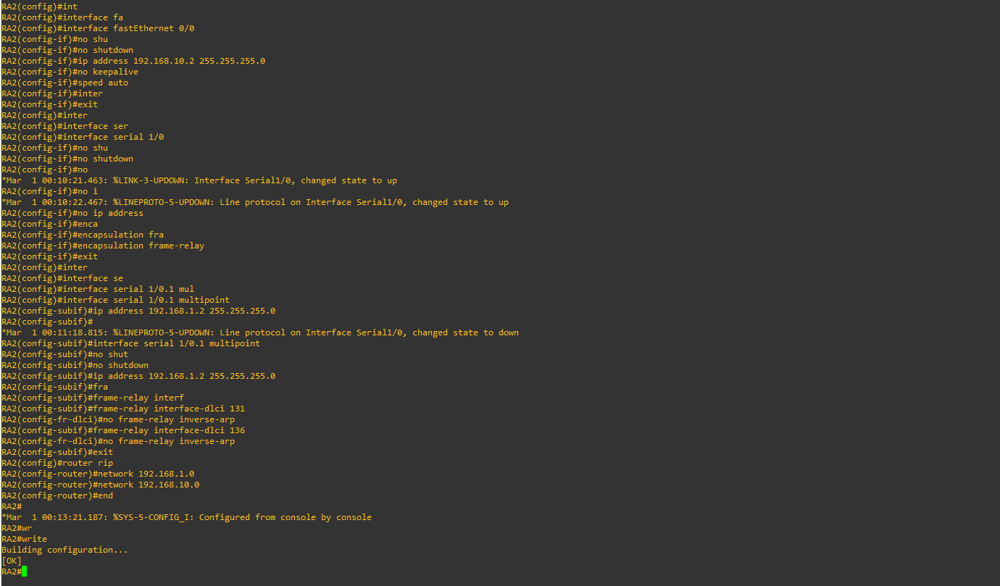 RA2(config)#int
RA2(config)#interface fa
RA2(config)#interface fastEthernet 0/0
RA2(config-if)#no shu
RA2(config-if)#no shutdown
RA2(config-if)#ip address 192.168.10.2 255.255.255.0
RA2(config-if)#no keepalive
RA2(config-if)#speed auto
RA2(config-if)#inter
RA2(config-if)#exit
RA2(config)#inter
RA2(config)#interface ser
RA2(config)#interface serial 1/0
RA2(config-if)#no shu
RA2(config-if)#no shutdown
RA2(config-if)#no
*Mar  1 00:10:21.463: %LINK-3-UPDOWN: Interface Serial1/0, changed state to up
RA2(config-if)#no i
*Mar  1 00:10:22.467: %LINEPROTO-5-UPDOWN: Line protocol on Interface Serial1/0, changed state to up
RA2(config-if)#no ip address
RA2(config-if)#enca
RA2(config-if)#encapsulation fra
RA2(config-if)#encapsulation frame-relay
RA2(config-if)#exit
RA2(config)#inter
RA2(config)#interface se
RA2(config)#interface serial 1/0.1 mul
RA2(config)#interface serial 1/0.1 multipoint
RA2(config-subif)#ip address 192.168.1.2 255.255.255.0
RA2(config-subif)#
*Mar  1 00:11:18.815: %LINEPROTO-5-UPDOWN: Line protocol on Interface Serial1/0, changed state to down
RA2(config-subif)#interface serial 1/0.1 multipoint
RA2(config-subif)#no shut
RA2(config-subif)#no shutdown
RA2(config-subif)#ip address 192.168.1.2 255.255.255.0
RA2(config-subif)#fra
RA2(config-subif)#frame-relay interf
RA2(config-subif)#frame-relay interface-dlci 131
RA2(config-fr-dlci)#no frame-relay inverse-arp
RA2(config-subif)#frame-relay interface-dlci 136
RA2(config-fr-dlci)#no frame-relay inverse-arp
RA2(config-subif)#exit
RA2(config)#router rip
RA2(config-router)#network 192.168.1.0
RA2(config-router)#network 192.168.10.0
RA2(config-router)#end
RA2#
*Mar  1 00:13:21.187: %SYS-5-CONFIG_I: Configured from console by console
RA2#wr
RA2#write
Building configuration...
[OK]
RA2#